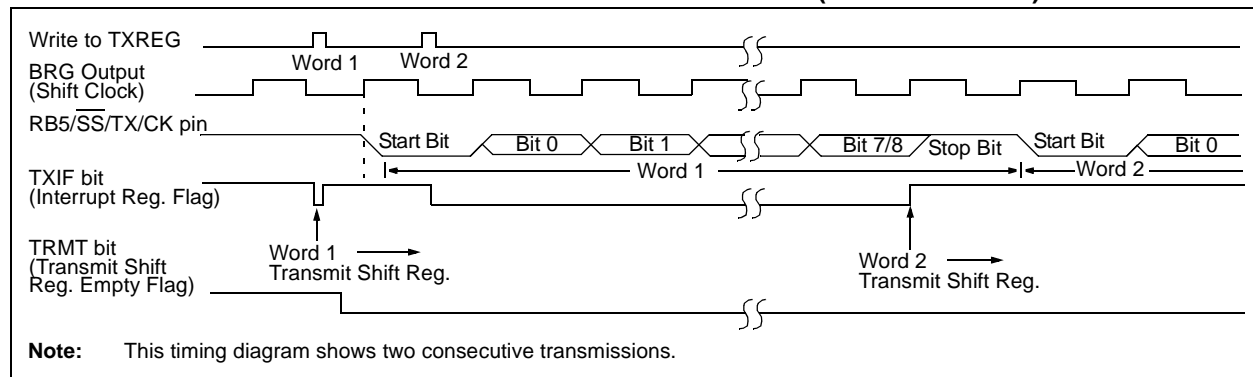 Write to TXREG
Word 1 Word 2
BRG Output
(Shift Clock)
RB5/SS/TX/CK pin
Start Bit Bit 0 Bit 1 Bit 7/8 Stop Bit Start Bit Bit 0
Word 1 Word 2
TXIF bit
(Interrupt Reg. Flag)
Word 1
Transmit Shift Reg.
Word 2
Transmit Shift Reg.
TRMT bit
(Transmit Shift
Reg. Empty Flag)
Note: This timing diagram shows two consecutive transmissions.